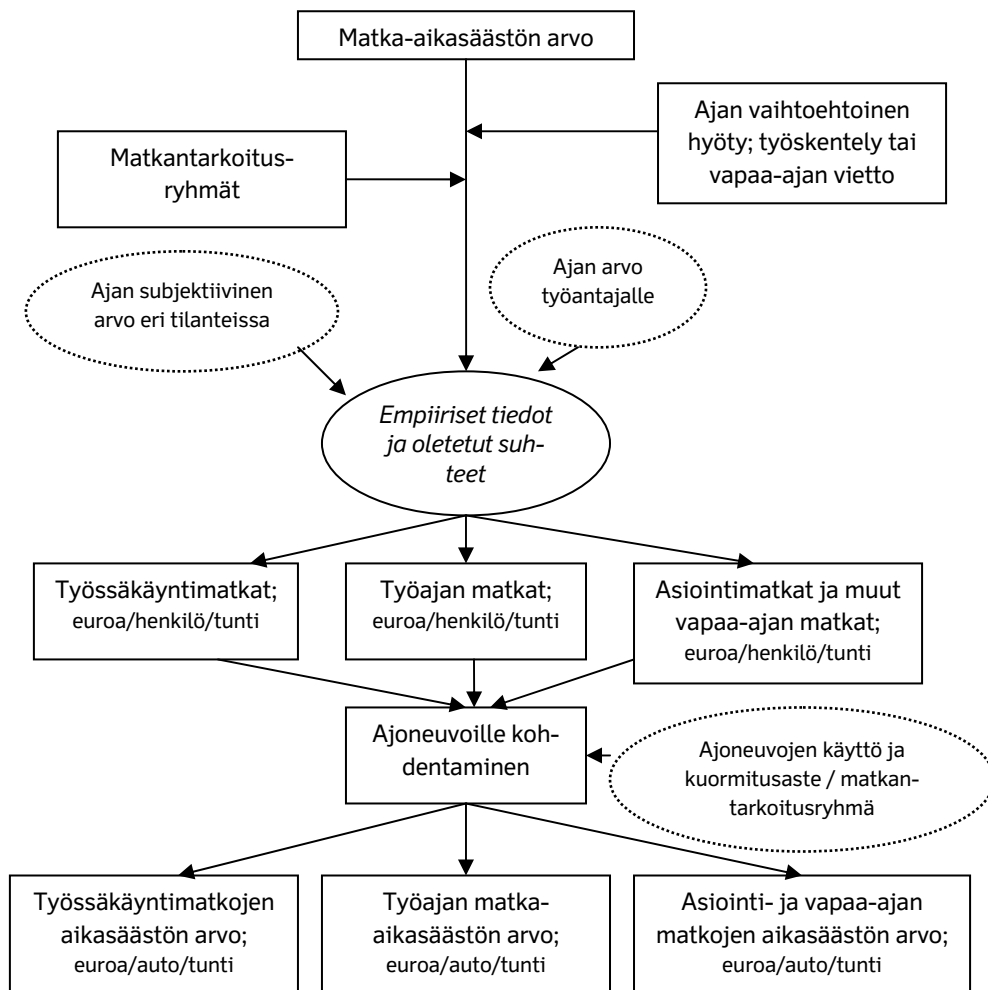 Matka-aikasäästön arvo
Ajan vaihtoehtoinen
hyöty; työskentely tai
vapaa-ajan vietto
Matkantarkoitus-
ryhmät
Ajan subjektiivinen
arvo eri tilanteissa
Ajan arvo
työantajalle
Empiiriset tiedot
ja oletetut suh-
teet
Työssäkäyntimatkat;
euroa/henkilö/tunti
Työajan matkat;
euroa/henkilö/tunti
Asiointimatkat ja muut
vapaa-ajan matkat;
euroa/henkilö/tunti
Ajoneuvoille koh-
dentaminen
Ajoneuvojen käyttö ja
kuormitusaste / matkan-
tarkoitusryhmä
Työssäkäyntimatkojen
aikasäästön arvo;
euroa/auto/tunti
Työajan matka-
aikasäästön arvo;
euroa/auto/tunti
Asiointi- ja vapaa-ajan
matkojen aikasäästön arvo;
euroa/auto/tunti